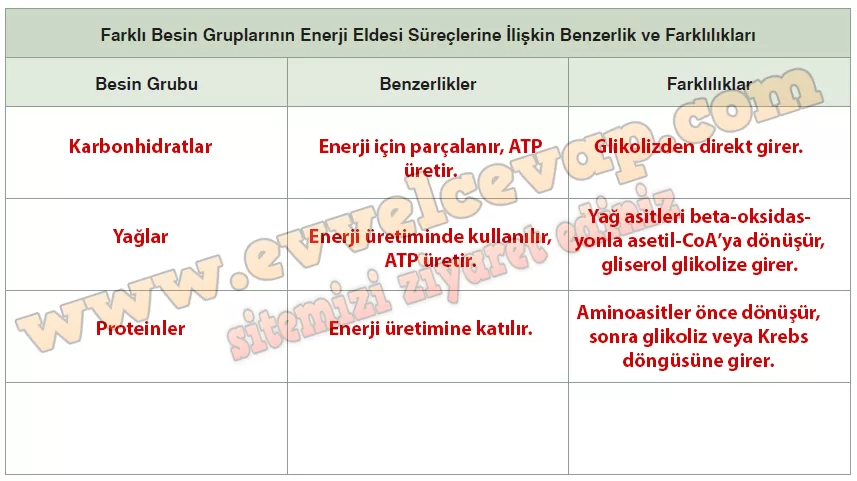 Farklı Besin Gruplarının Enerji Eldesi Süreçlerine İlişkin Benzerlik ve Farklılıkları
Besin Grubu
Benzerlikler
Farklılıklar
Karbonhidratlar
Enerji için parçalanır, ATP
üretir.
Glikolizden direkt girer.
Yağlar
Enerji üretiminde kullanılır,
ATP üretir.
Yağ asitleri beta-oksidas-
yonla asetil-CoA’ya dönüşür,
gliserol glikolize girer.
Proteinler
Enerji üretimine katılır.
Aminoasitler önce dönüşür,
sonra glikoliz veya Krebs
döngüsüne girer.
www.evvelcevap.com
sitemizi ziyaret ediniz